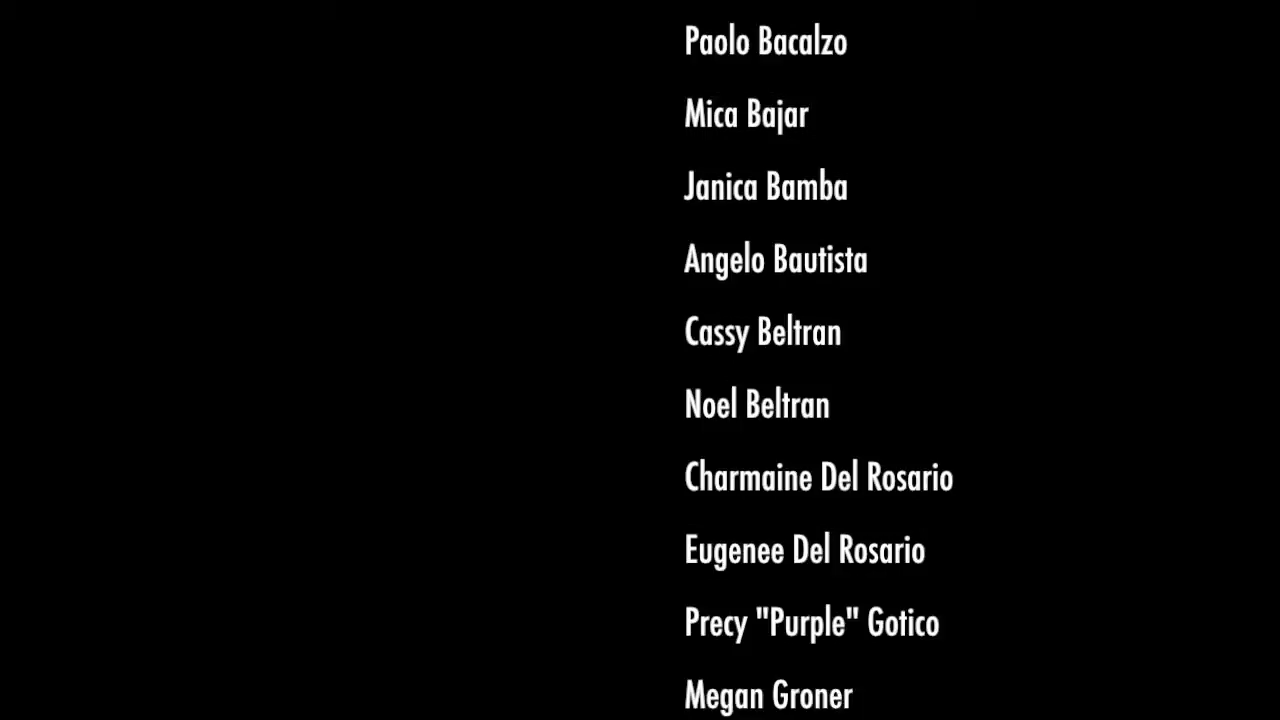 Paolo Bacalzo
Mica Bajar
Janica Bamba
Angelo Bautista
Cassy Beltran
Noel Beltran
Charmaine Del Rosario
Eugenee Del Rosario
Precy "Purple" Gotico
Megan Groner